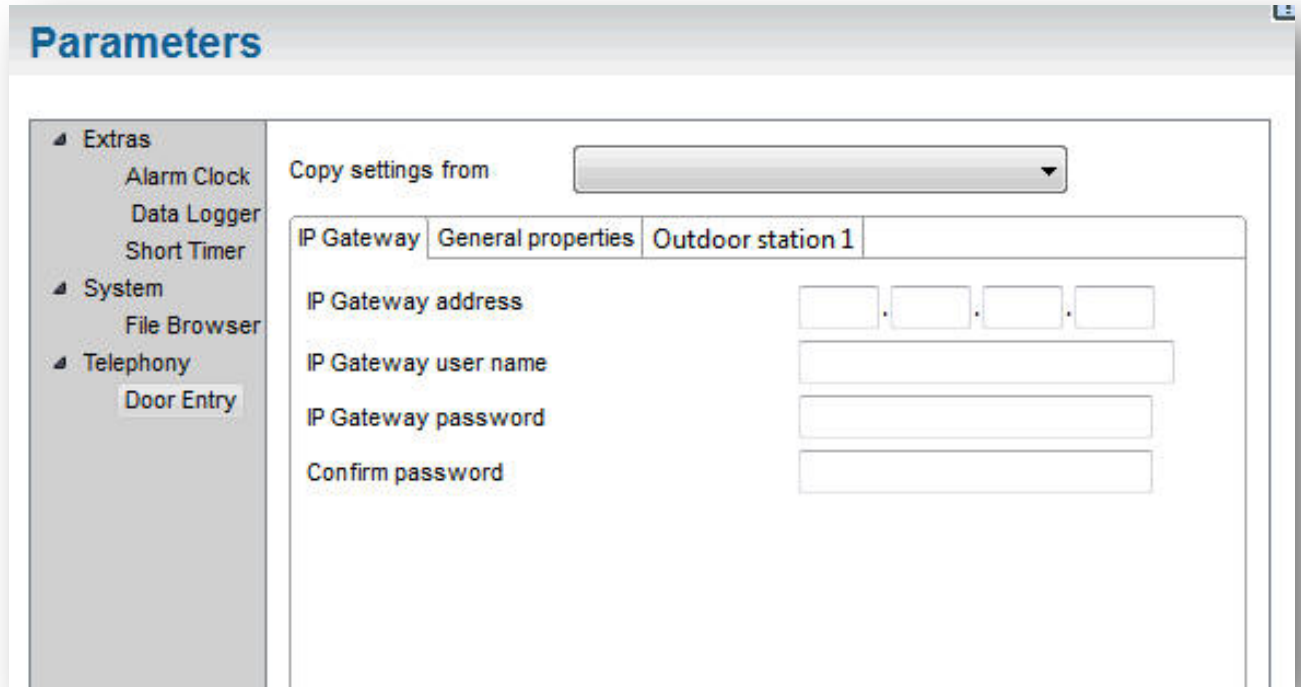 Parameters
Extras
Alarm Clock
Data Logger
Short Timer
System
File Browser
Telephony
Door Entry
Copy settings from
IP Gateway General properties Outdoor station 1
IP Gateway address . . .
IP Gateway user name
IP Gateway password
Confirm password